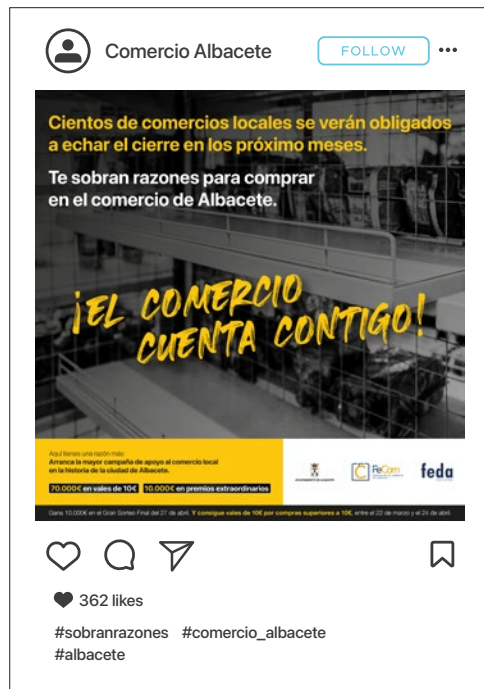 Comercio Albacete
FOLLOW
Cientos de comercios locales se verán obligados
a echar el cierre en los próximo meses.
Te sobran razones para comprar
en el comercio de Albacete.
¡EL COMERCIO
CUENTA CONTIGO!
Aquí tienes una razón más:
Arranca la mayor campaña de apoyo al comercio local
en la historia de la ciudad de Albacete.
70.000€ en vales de 10€ 10.000€ en premios extraordinarios
AYUNTAMIENTO DE ALBACETE
FeCom
feda
Gana 10.000€ en el Gran Sorteo Final del 27 de abril. Y consigue vales de 10€ por compras superiores a 10€, entre el 22 de marzo y el 24 de abril.
362 likes
#sobranrazones #comercio_albacete
#albacete